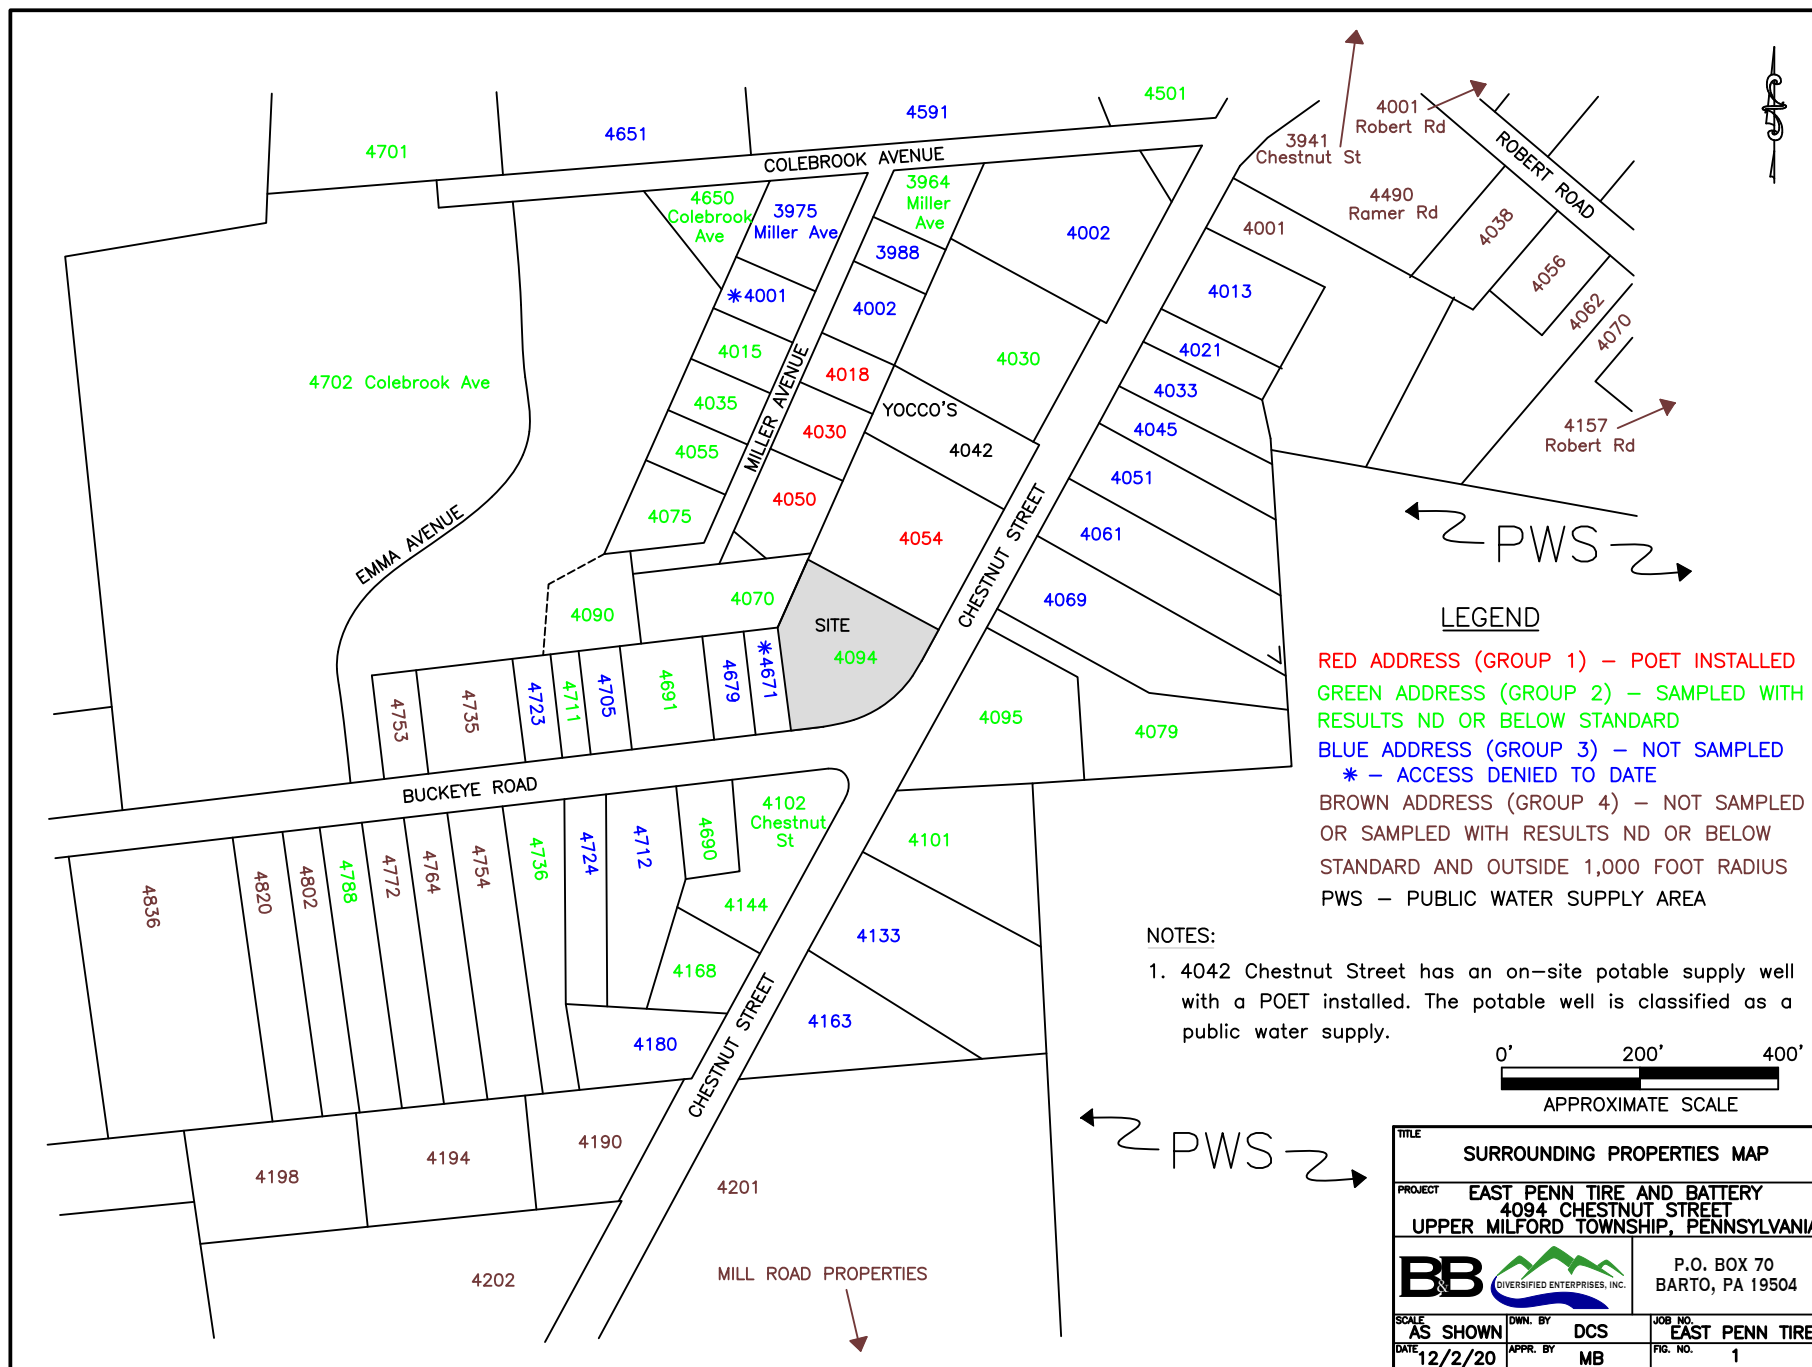 4501
4591
4651
4701
COLEBROOK AVENUE
3941
Chestnut St
4001
Robert Rd
ROBERT ROAD
4490
Ramer Rd
4038
4056
4062
4070
4157
Robert Rd
4650
Colebrook
Ave
3975
Miller Ave
3964
Miller
Ave
3988
4002
4002
4001
4013
4021
4033
4045
4051
4061
4069
*4001
4015
4035
4055
4075
MILLER AVENUE
4018
4030
4050
4030
YOCCO'S
4042
4054
CHESTNUT STREET
4702 Colebrook Ave
EMMA AVENUE
4090
4070
SITE
4094
4095
4079
4753
4735
4723
4711
4705
4691
4679
*4671
BUCKEYE ROAD
4836
4820
4802
4788
4772
4764
4754
4736
4724
4712
4690
4102
Chestnut
St
4144
4168
4180
4101
4133
4163
CHESTNUT STREET
4198
4194
4190
4201
4202
MILL ROAD PROPERTIES
PWS
PWS
LEGEND
RED ADDRESS (GROUP 1) – POET INSTALLED
GREEN ADDRESS (GROUP 2) – SAMPLED WITH
RESULTS ND OR BELOW STANDARD
BLUE ADDRESS (GROUP 3) – NOT SAMPLED
* – ACCESS DENIED TO DATE
BROWN ADDRESS (GROUP 4) – NOT SAMPLED
OR SAMPLED WITH RESULTS ND OR BELOW
STANDARD AND OUTSIDE 1,000 FOOT RADIUS
PWS – PUBLIC WATER SUPPLY AREA
NOTES:
1. 4042 Chestnut Street has an on–site potable supply well
with a POET installed. The potable well is classified as a
public water supply.
0' 200' 400'
APPROXIMATE SCALE
TITLE
SURROUNDING PROPERTIES MAP
PROJECT
EAST PENN TIRE AND BATTERY
4094 CHESTNUT STREET
UPPER MILFORD TOWNSHIP, PENNSYLVANIA
B&B
DIVERSIFIED ENTERPRISES, INC.
P.O. BOX 70
BARTO, PA 19504
SCALE AS SHOWN
DWN. BY DCS
JOB NO. EAST PENN TIRE
DATE 12/2/20
APPR. BY MB
FIG. NO. 1